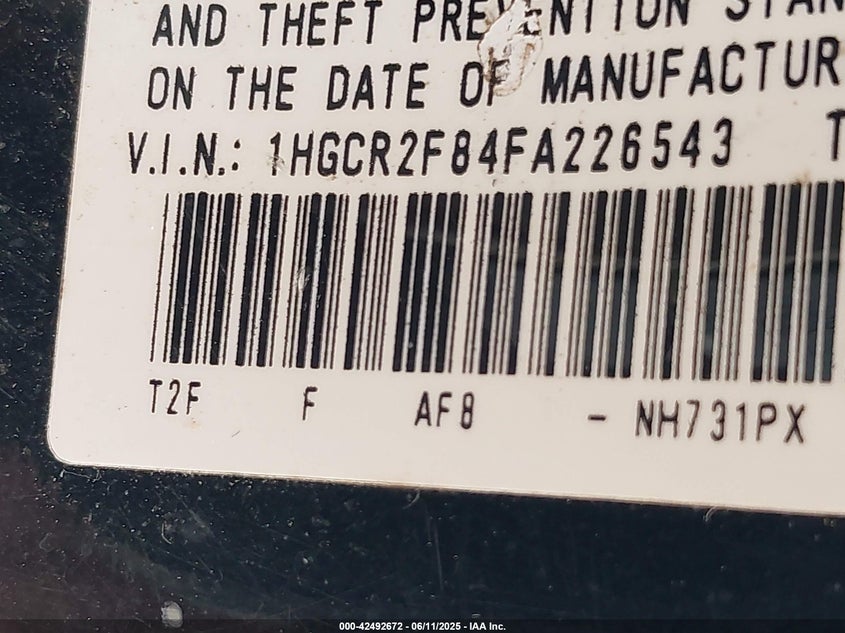 AND THEFT PREVENTION STAN
ON THE DATE OF MANUFACTUR
V.I.N.: 1HGCR2F84FA226543 T
T2F F AF8 - NH731PX
000-42492672 - 06/11/2025 - IAA Inc.